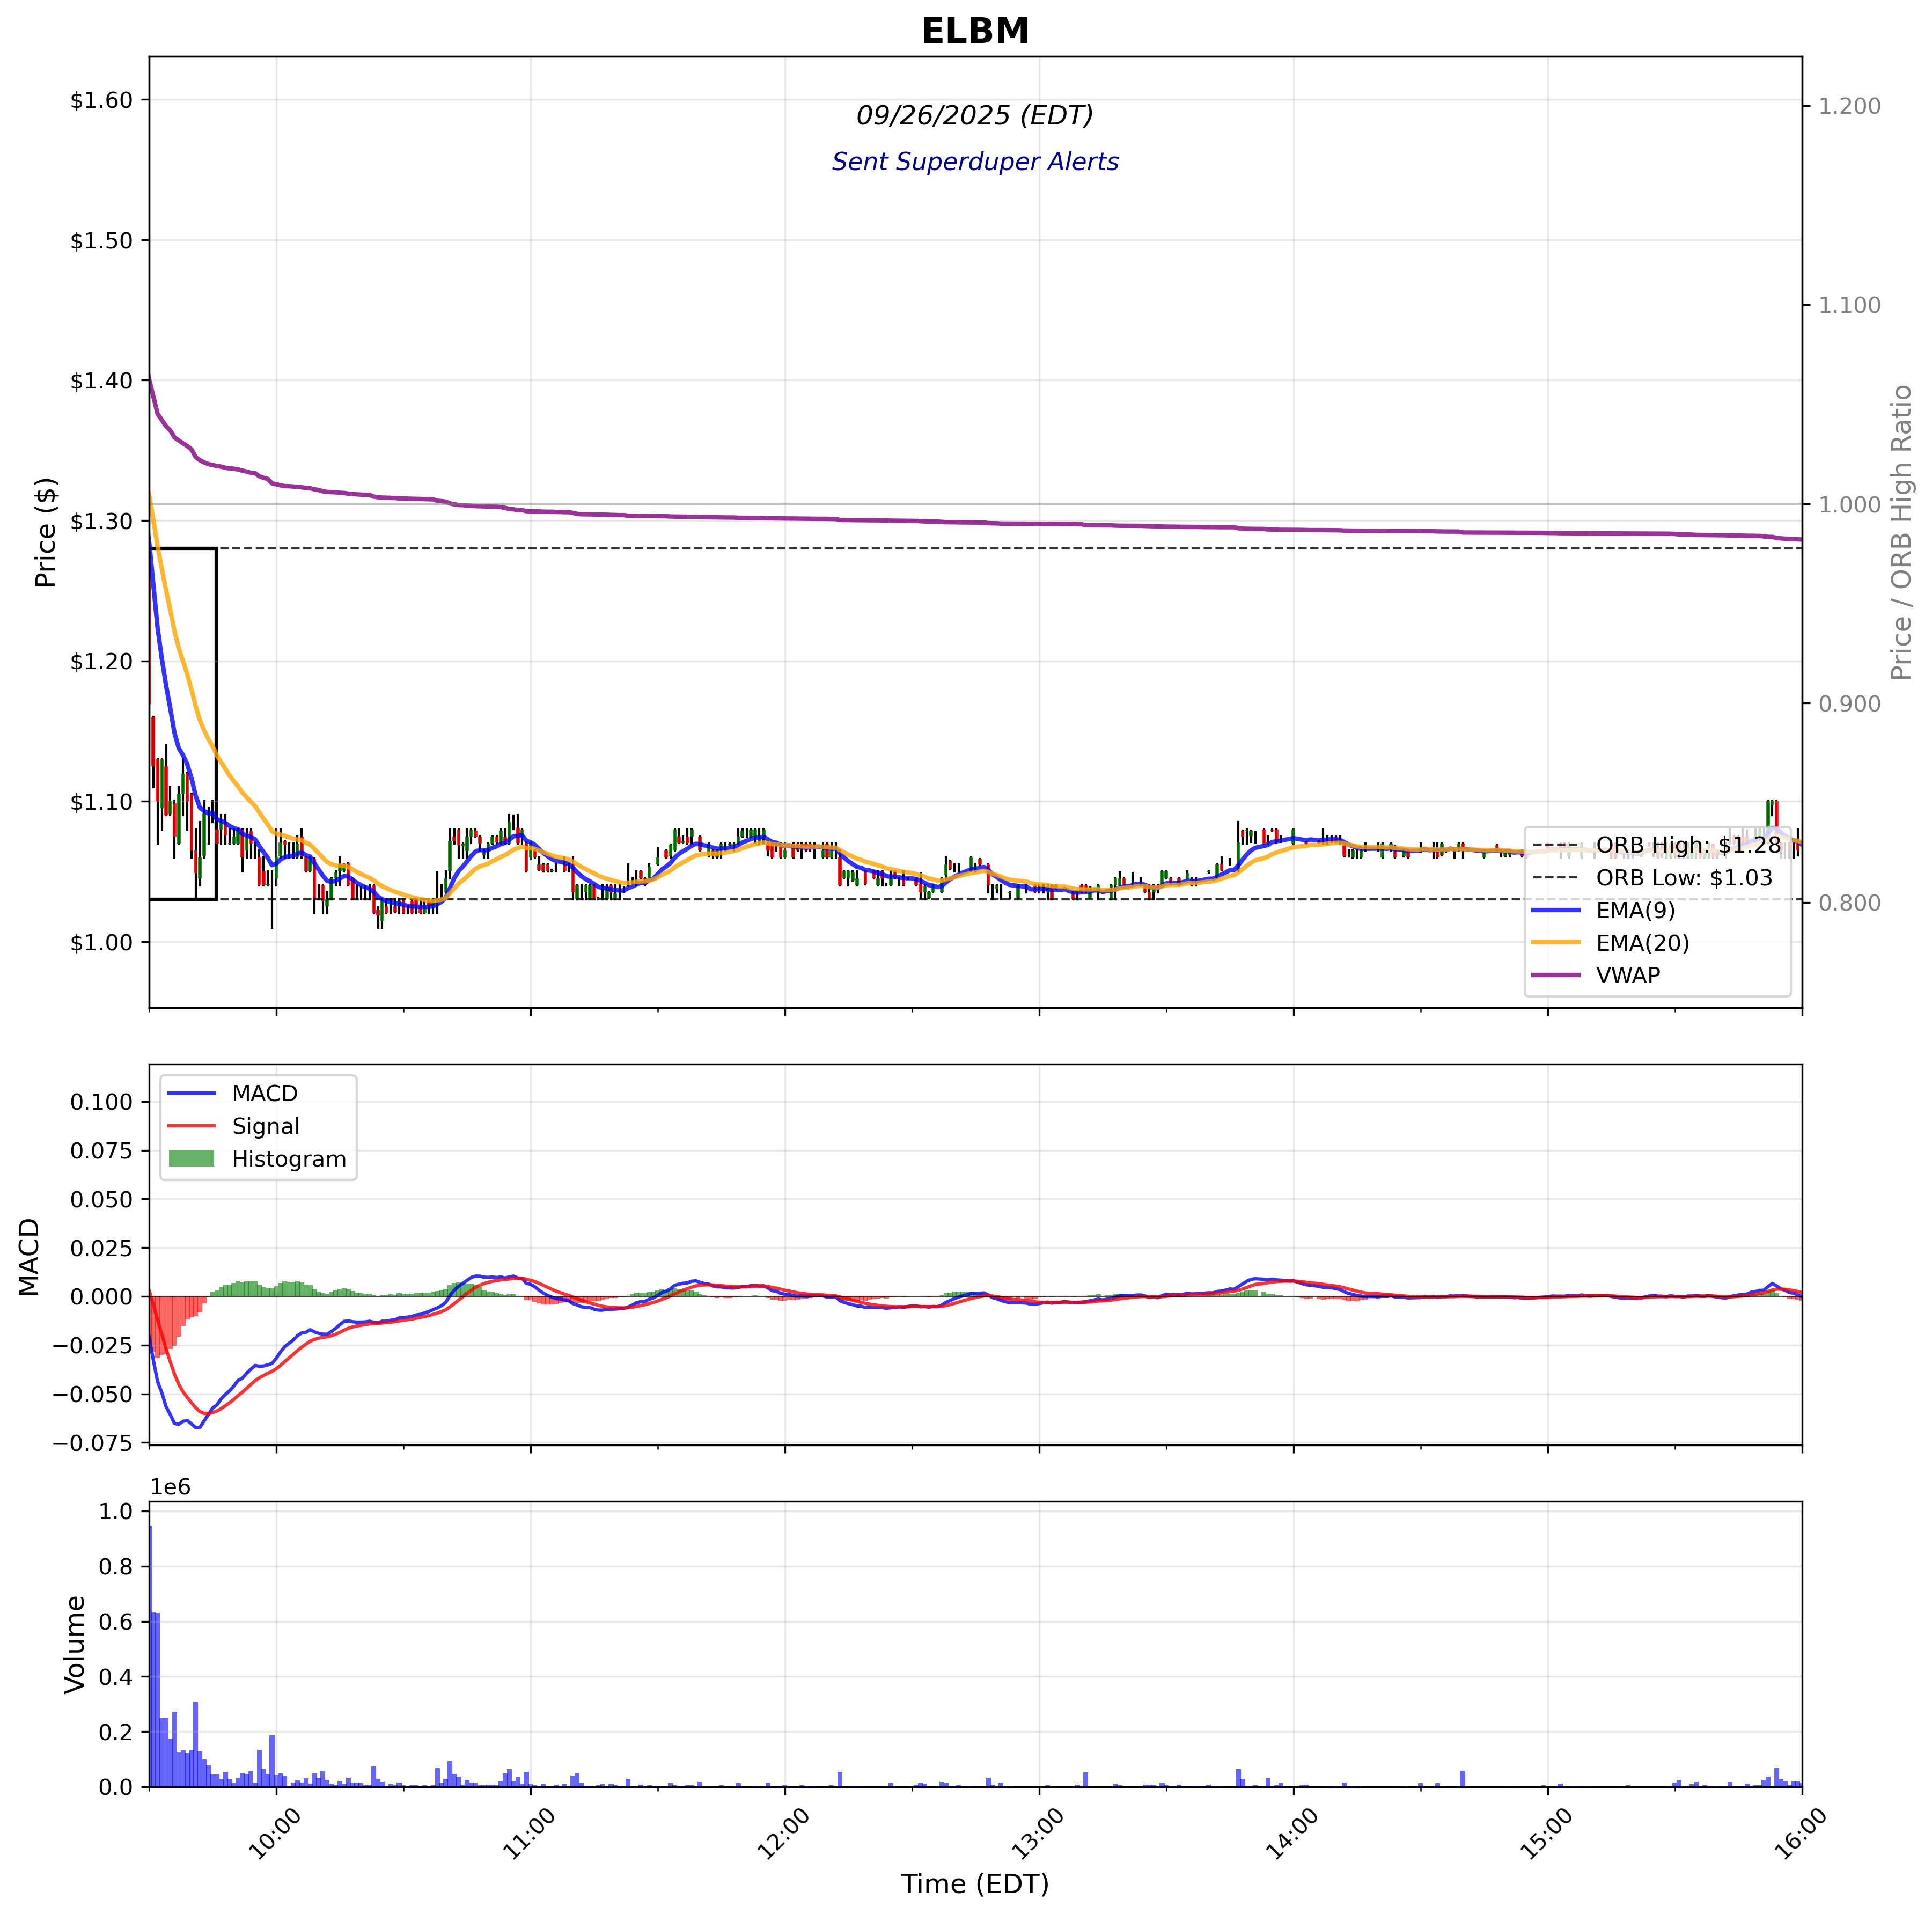 ELBM
09/26/2025 (EDT)
Sent Superduper Alerts
Price ($)
$1.60
$1.50
$1.40
$1.30
$1.20
$1.10
$1.00
Price / ORB High Ratio
1.200
1.100
1.000
0.900
0.800
ORB High: $1.28
ORB Low: $1.03
EMA(9)
EMA(20)
VWAP
MACD
0.100
0.075
0.050
0.025
0.000
−0.025
−0.050
−0.075
MACD
Signal
Histogram
1e6
Volume
1.0
0.8
0.6
0.4
0.2
0.0
10:00
11:00
12:00
13:00
14:00
15:00
16:00
Time (EDT)